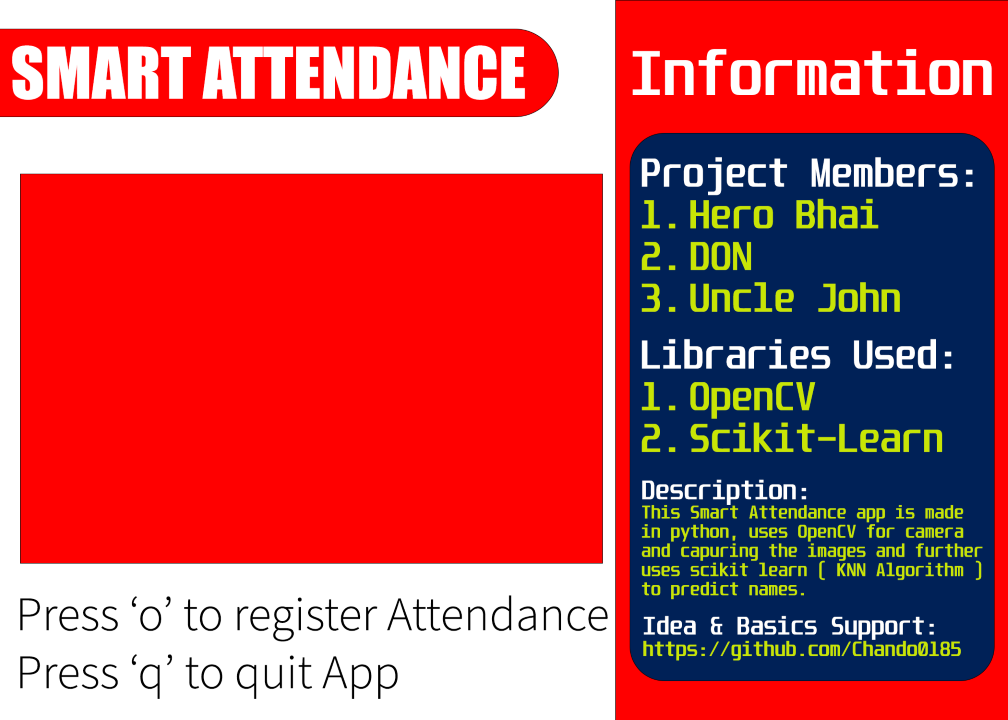 SMART ATTENDANCE
Press ‘o’ to register Attendance
Press ‘q’ to quit App
Information
Project Members:
1. Hero Bhai
2. DON
3. Uncle John
Libraries Used:
1. OpenCV
2. Scikit-Learn
Description:
This Smart Attendance app is made
in python, uses OpenCV for camera
and capuring the images and further
uses scikit learn ( KNN Algorithm )
to predict names.
Idea & Basics Support:
https://github.com/Chando0185